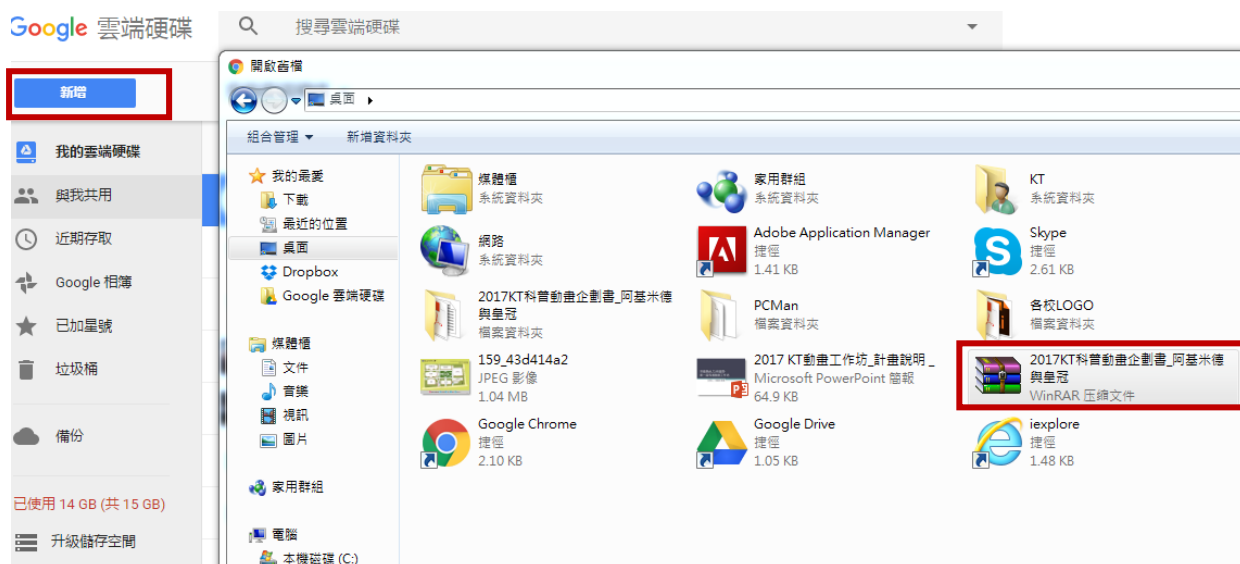 Google 雲端硬碟
搜尋雲端硬碟
新增
我的雲端硬碟
與我共用
近期存取
Google 相簿
已加星號
垃圾桶
備份
已使用 14 GB (共 15 GB)
升級儲存空間
開啟舊檔
桌面
組合管理
新增資料夾
我的最愛
下載
最近的位置
桌面
Dropbox
Google 雲端硬碟
媒體櫃
文件
音樂
視訊
圖片
家用群組
電腦
本機磁碟 (C:)
媒體櫃
系統資料夾
家用群組
系統資料夾
KT
系統資料夾
網路
系統資料夾
Adobe Application Manager
捷徑
1.41 KB
Skype
捷徑
2.61 KB
2017KT科普動畫企劃書_阿基米德
與皇冠
檔案資料夾
PCMan
檔案資料夾
各校LOGO
檔案資料夾
159_43d414a2
JPEG 影像
1.04 MB
2017 KT動畫工作坊_計畫說明_
Microsoft PowerPoint 簡報
64.9 KB
2017KT科普動畫企劃書_阿基米德
與皇冠
WinRAR 压缩文件
Google Chrome
捷徑
2.10 KB
Google Drive
捷徑
1.05 KB
iexplore
捷徑
1.48 KB